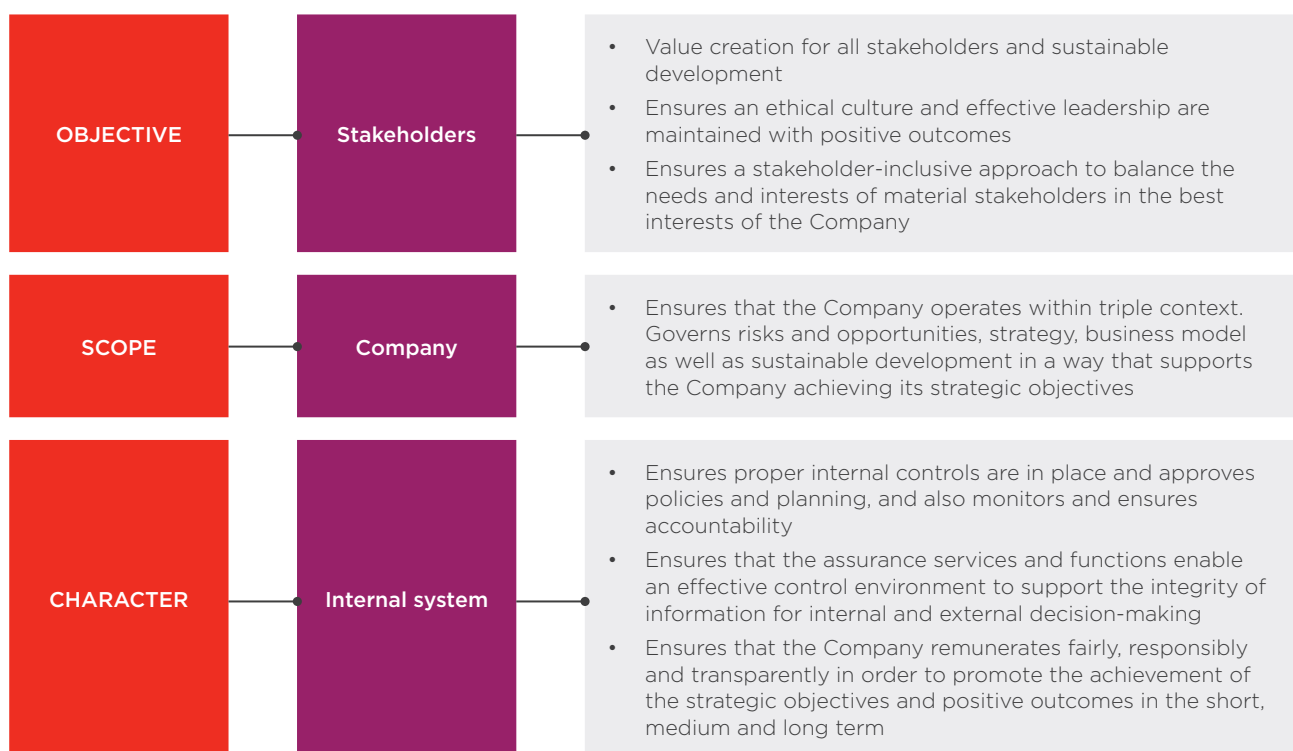 OBJECTIVE
Stakeholders
• Value creation for all stakeholders and sustainable
development
• Ensures an ethical culture and effective leadership are
maintained with positive outcomes
• Ensures a stakeholder-inclusive approach to balance the
needs and interests of material stakeholders in the best
interests of the Company
SCOPE
Company
• Ensures that the Company operates within triple context.
Governs risks and opportunities, strategy, business model
as well as sustainable development in a way that supports
the Company achieving its strategic objectives
CHARACTER
Internal system
• Ensures proper internal controls are in place and approves
policies and planning, and also monitors and ensures
accountability
• Ensures that the assurance services and functions enable
an effective control environment to support the integrity of
information for internal and external decision-making
• Ensures that the Company remunerates fairly, responsibly
and transparently in order to promote the achievement of
the strategic objectives and positive outcomes in the short,
medium and long term